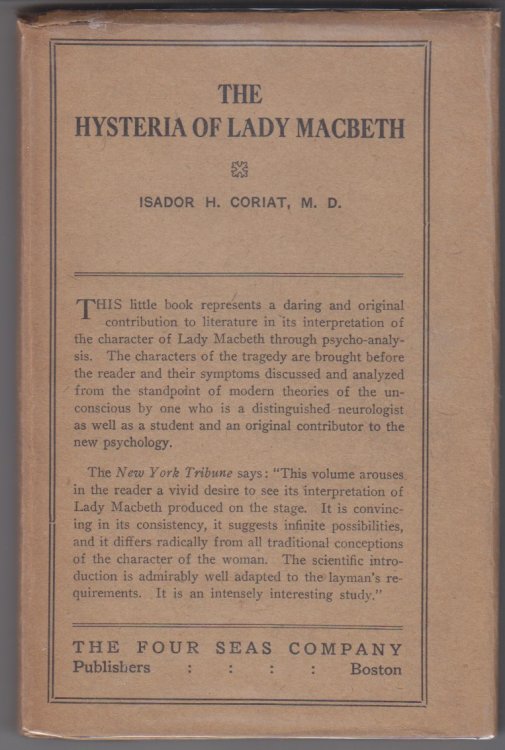 THE
HYSTERIA OF LADY MACBETH
ISADOR H. CORIAT, M. D.
THIS little book represents a daring and original
contribution to literature in its interpretation of
the character of Lady Macbeth through psycho-analy-
sis. The characters of the tragedy are brought before
the reader and their symptoms discussed and analyzed
from the standpoint of modern theories of the un-
conscious by one who is a distinguished neurologist
as well as a student and an original contributor to the
new psychology.
The New York Tribune says: "This volume arouses
in the reader a vivid desire to see its interpretation of
Lady Macbeth produced on the stage. It is convinc-
ing in its consistency, it suggests infinite possibilities,
and it differs radically from all traditional conceptions
of the character of the woman. The scientific intro-
duction is admirably well adapted to the layman's re-
quirements. It is an intensely interesting study."
THE FOUR SEAS COMPANY
Publishers : : : : Boston